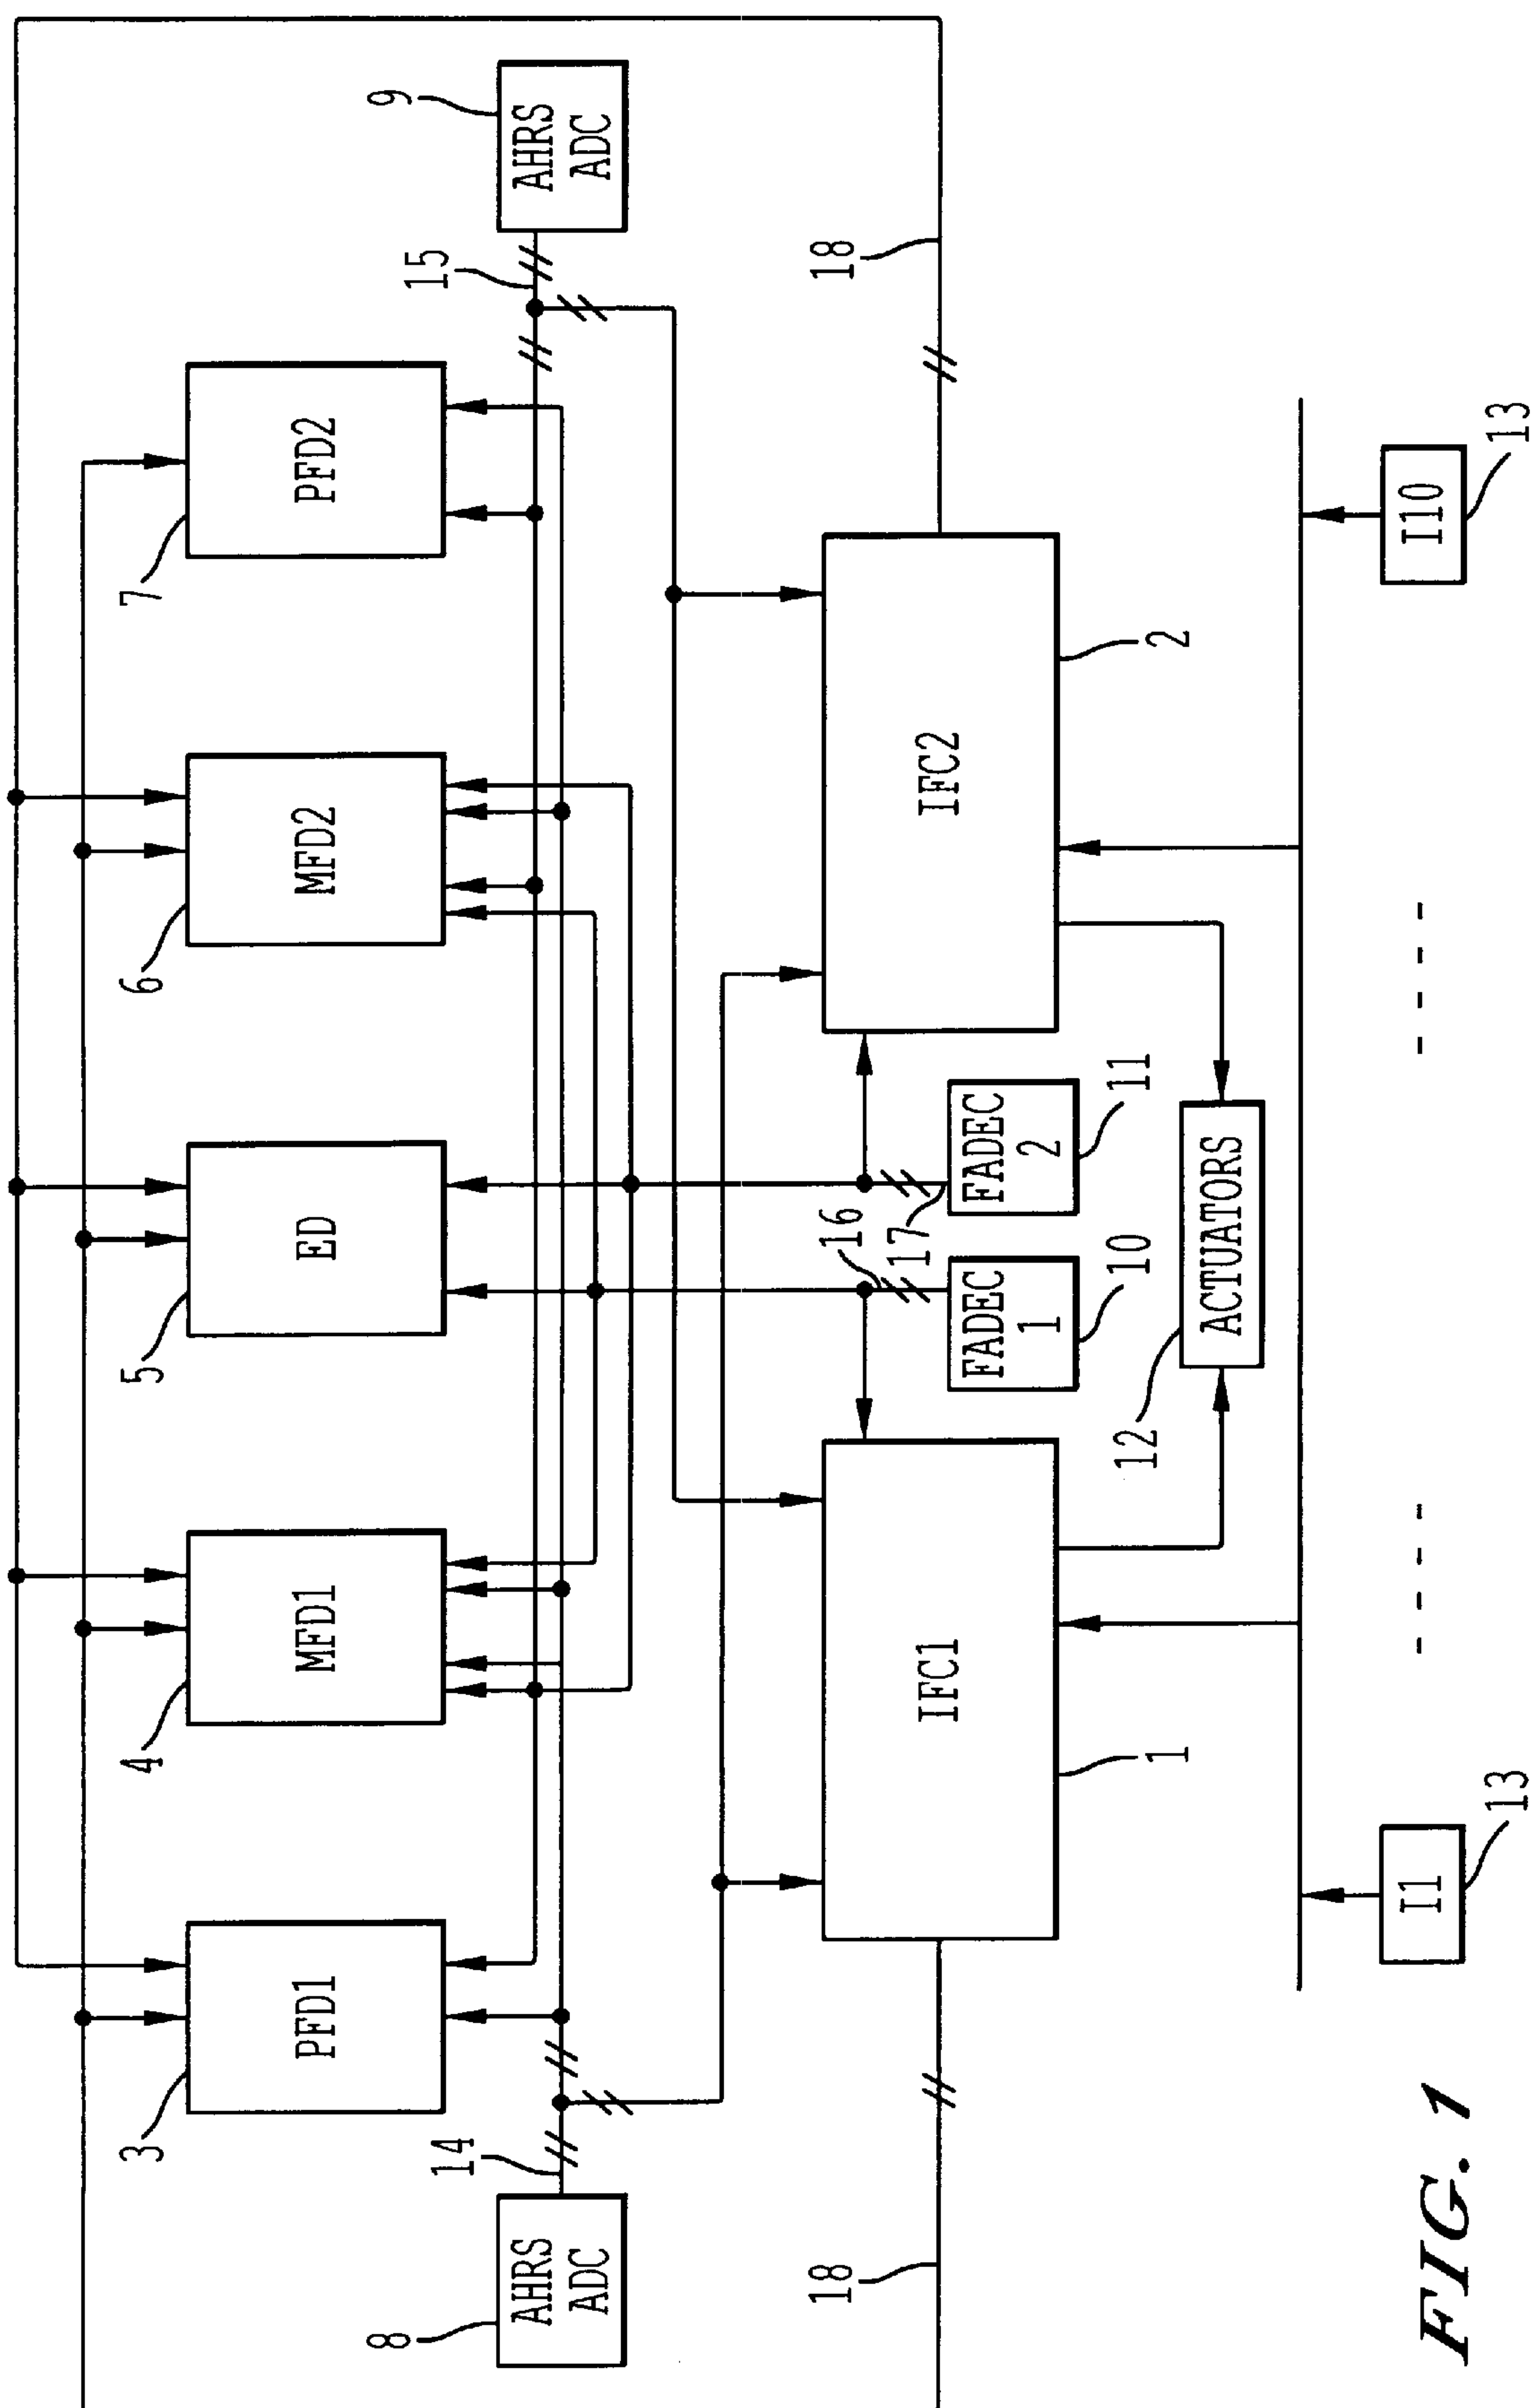 3
PFD1
4
MFD1
5
ED
6
MFD2
7
PFD2
8
AHRS
ADC
14
15
9
AHRS
ADC
18
IFC1
1
16
17
FADEC
1
10
FADEC
2
11
12
ACTUATORS
IFC2
2
18
I1
13
I10
13
FIG. 1